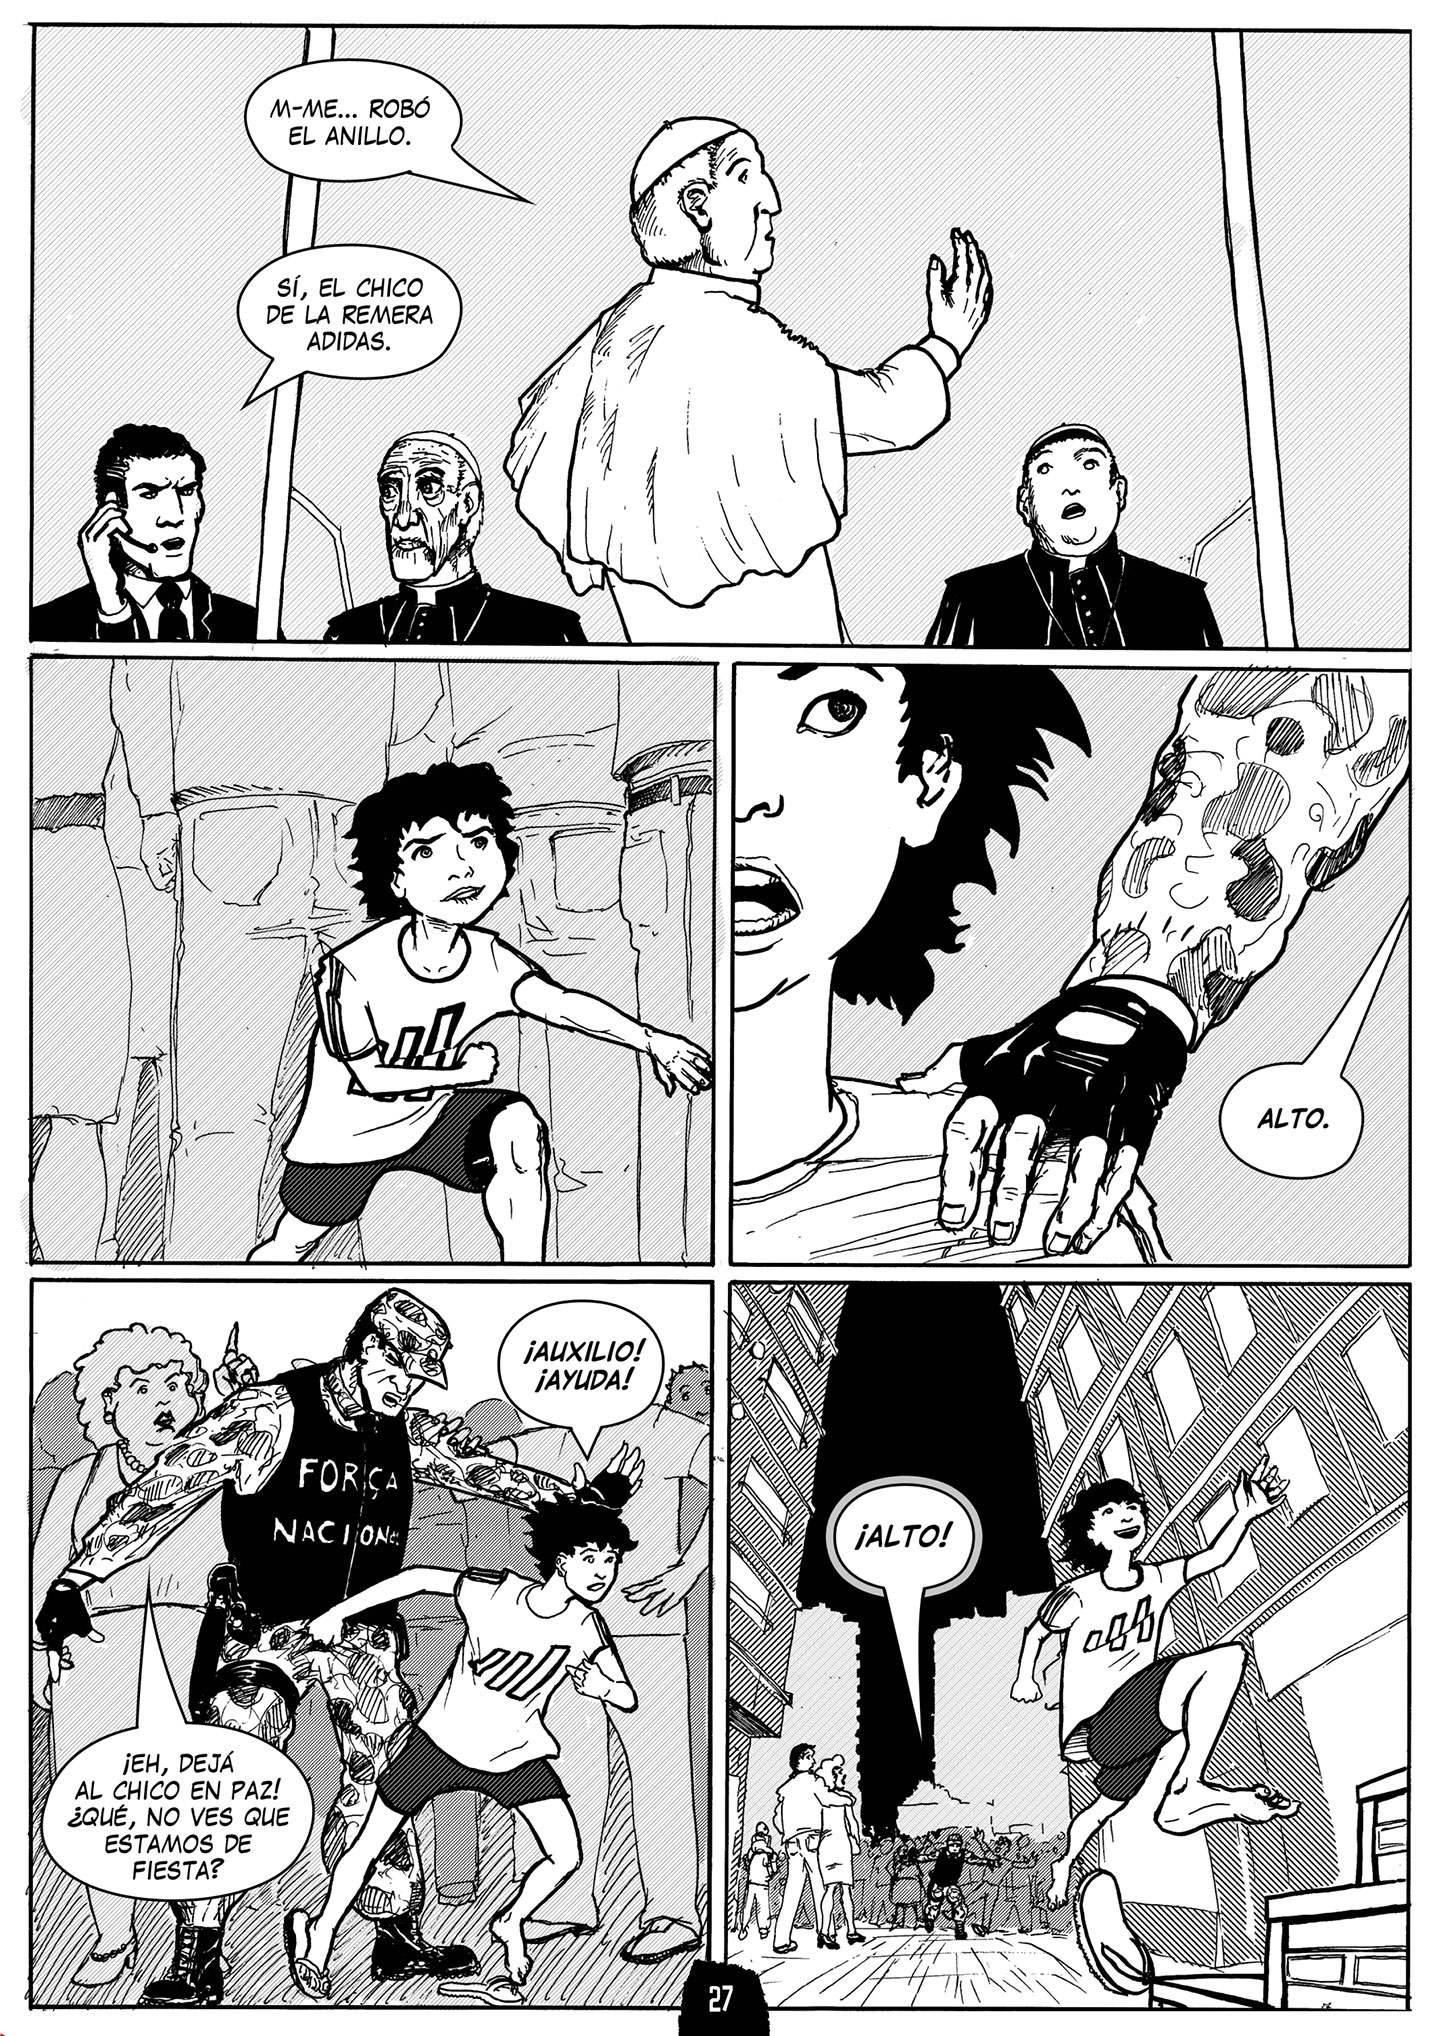 M-ME... ROBÓ
EL ANILLO.
SÍ, EL CHICO
DE LA REMERA
ADIDAS.
ALTO.
¡AUXILIO!
¡AYUDA!
FORÇA
NACIONAL
¡EH, DEJÁ
AL CHICO EN PAZ!
¿QUÉ, NO VES QUE
ESTAMOS DE
FIESTA?
¡ALTO!
27